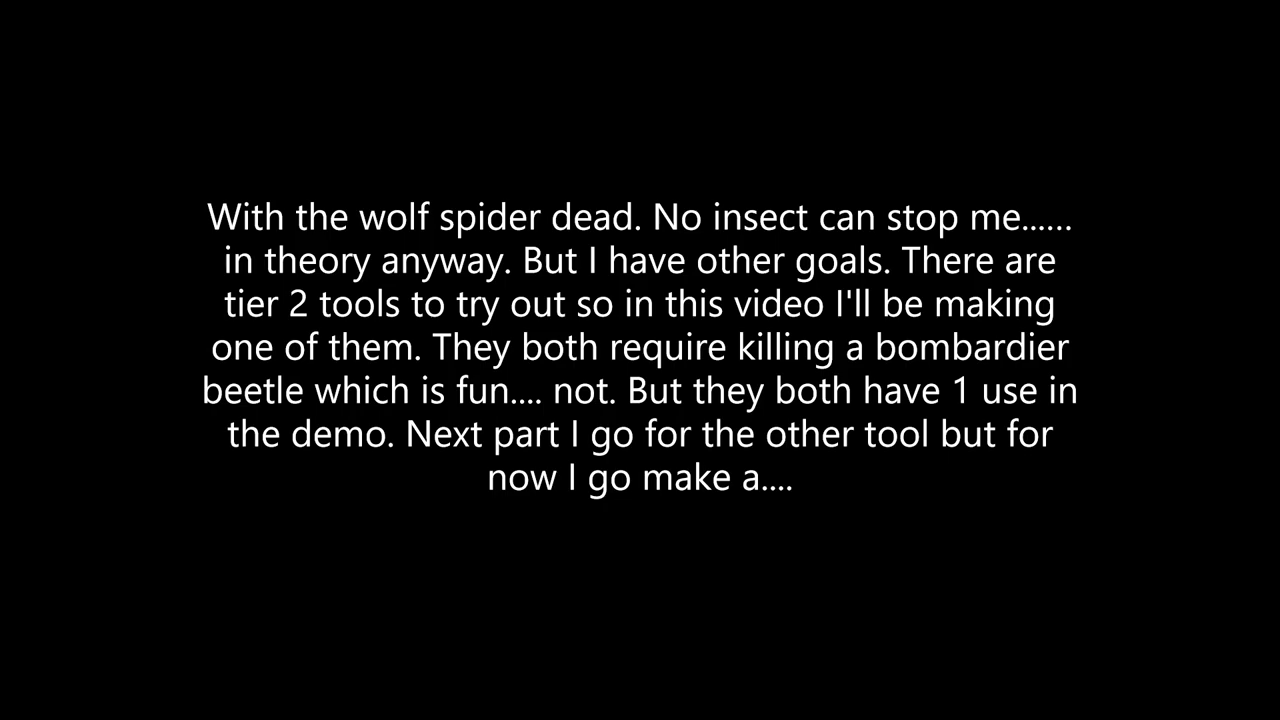 With the wolf spider dead. No insect can stop me......
in theory anyway. But I have other goals. There are
tier 2 tools to try out so in this video I'll be making
one of them. They both require killing a bombardier
beetle which is fun.... not. But they both have 1 use in
the demo. Next part I go for the other tool but for
now I go make a....